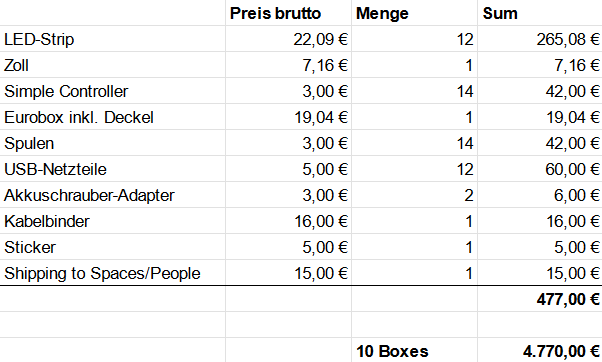 Preis brutto Menge Sum
LED-Strip 22,09 € 12 265,08 €
Zoll 7,16 € 1 7,16 €
Simple Controller 3,00 € 14 42,00 €
Eurobox inkl. Deckel 19,04 € 1 19,04 €
Spulen 3,00 € 14 42,00 €
USB-Netzteile 5,00 € 12 60,00 €
Akkuschrauber-Adapter 3,00 € 2 6,00 €
Kabelbinder 16,00 € 1 16,00 €
Sticker 5,00 € 1 5,00 €
Shipping to Spaces/People 15,00 € 1 15,00 €
477,00 €
10 Boxes 4.770,00 €